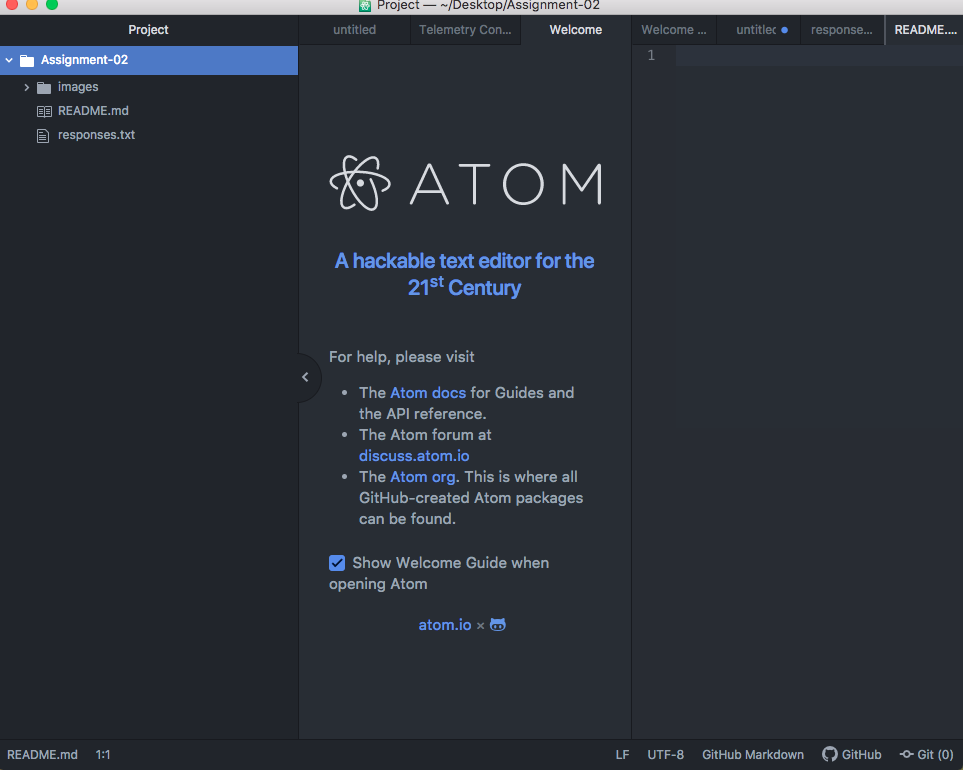 Project — ~/Desktop/Assignment-02
Project
untitled
Telemetry Con...
Welcome
Welcome ...
untitled
response...
README....
Assignment-02
images
README.md
responses.txt
1
ATOM
A hackable text editor for the
21st Century
For help, please visit
• The Atom docs for Guides and
the API reference.
• The Atom forum at
discuss.atom.io
• The Atom org. This is where all
GitHub-created Atom packages
can be found.
Show Welcome Guide when
opening Atom
atom.io ×
README.md 1:1
LF UTF-8 GitHub Markdown GitHub Git (0)